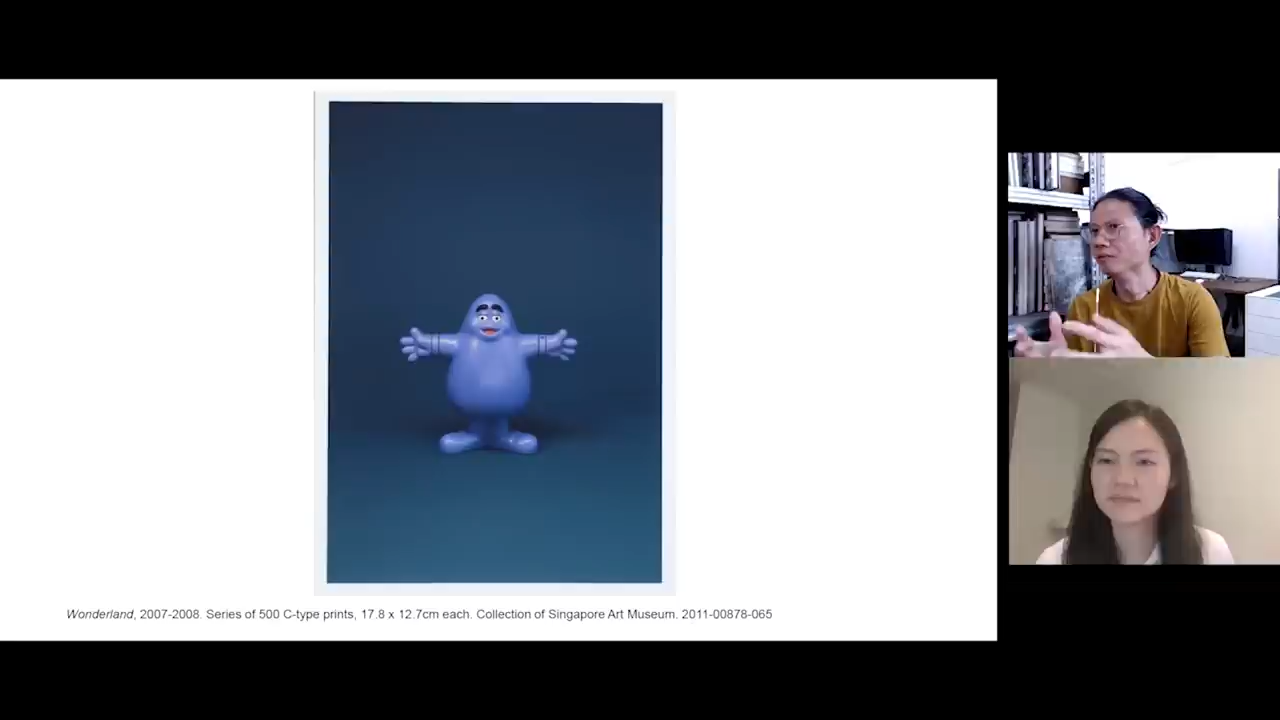 Wonderland, 2007-2008. Series of 500 C-type prints, 17.8 x 12.7cm each. Collection of Singapore Art Museum. 2011-00878-065